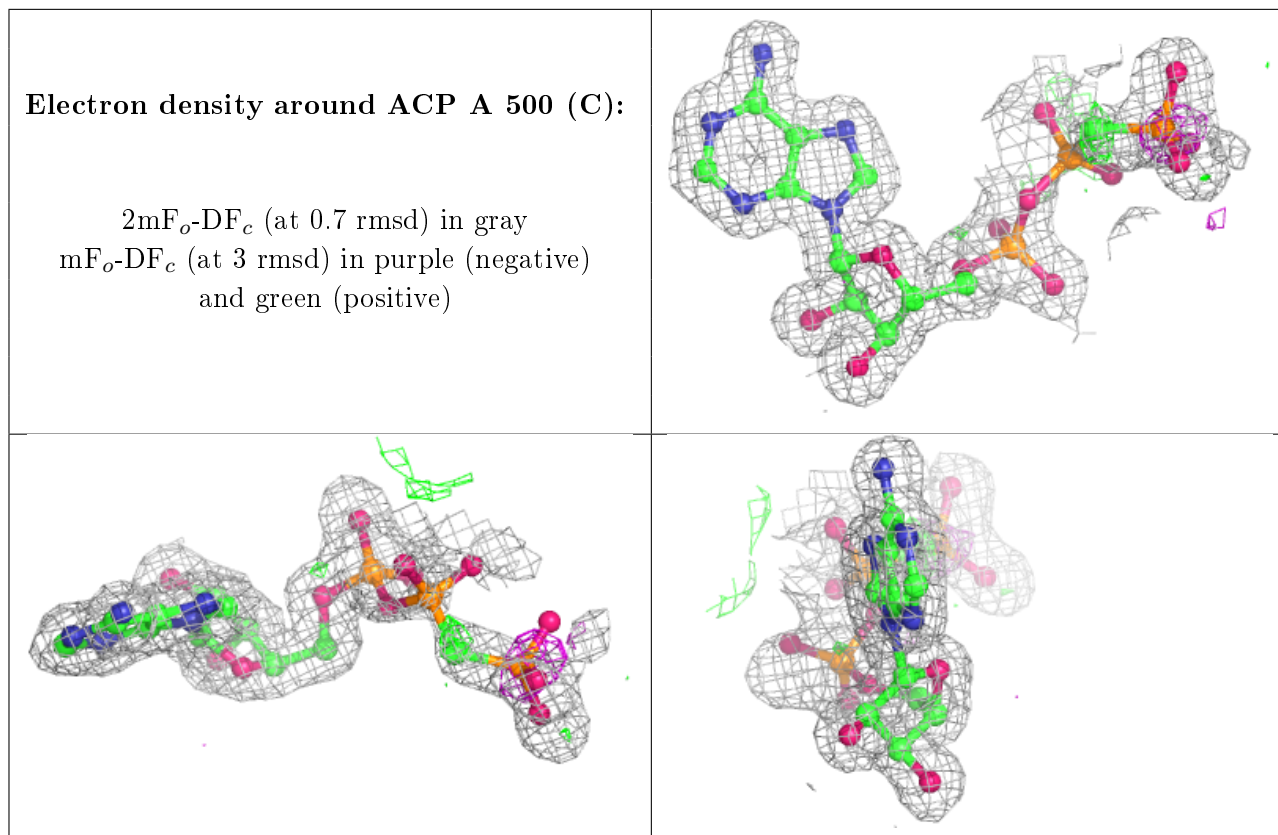 Electron density around ACP A 500 (C):
2mFₒ-DF𝒸 (at 0.7 rmsd) in gray
mFₒ-DF𝒸 (at 3 rmsd) in purple (negative)
and green (positive)